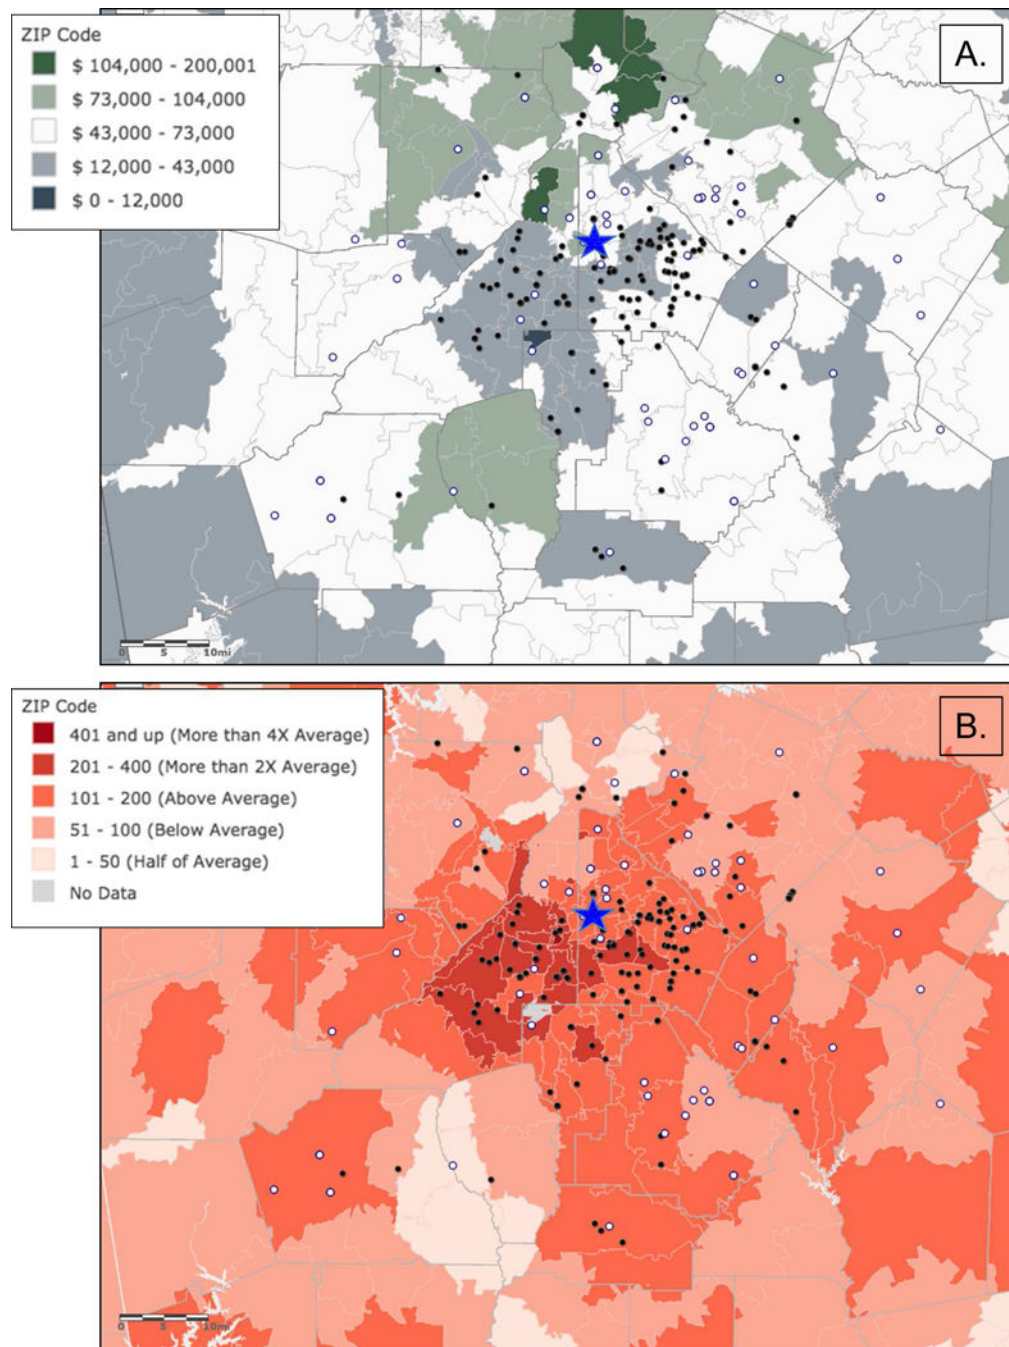 A.
ZIP Code
$ 104,000 - 200,001
$ 73,000 - 104,000
$ 43,000 - 73,000
$ 12,000 - 43,000
$ 0 - 12,000
0 5 10mi
B.
ZIP Code
401 and up (More than 4X Average)
201 - 400 (More than 2X Average)
101 - 200 (Above Average)
51 - 100 (Below Average)
1 - 50 (Half of Average)
No Data
0 5 10mi